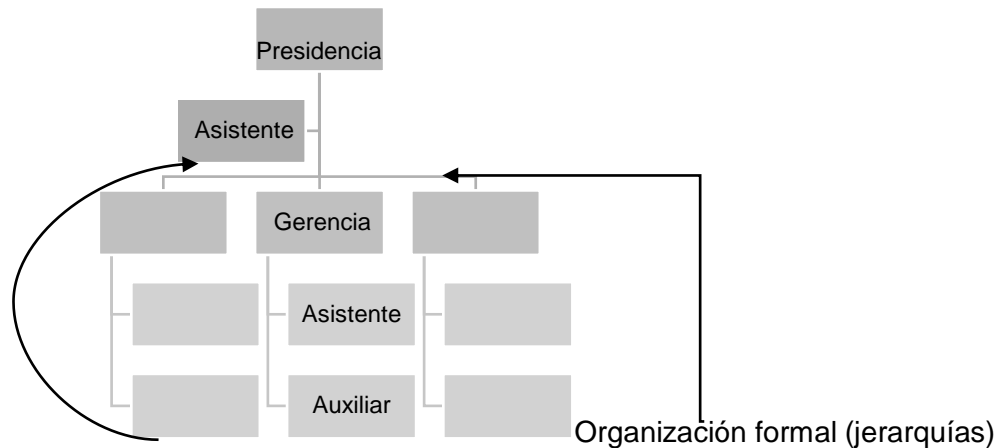 Presidencia
Asistente
Gerencia
Asistente
Auxiliar
Organización formal (jerarquías)